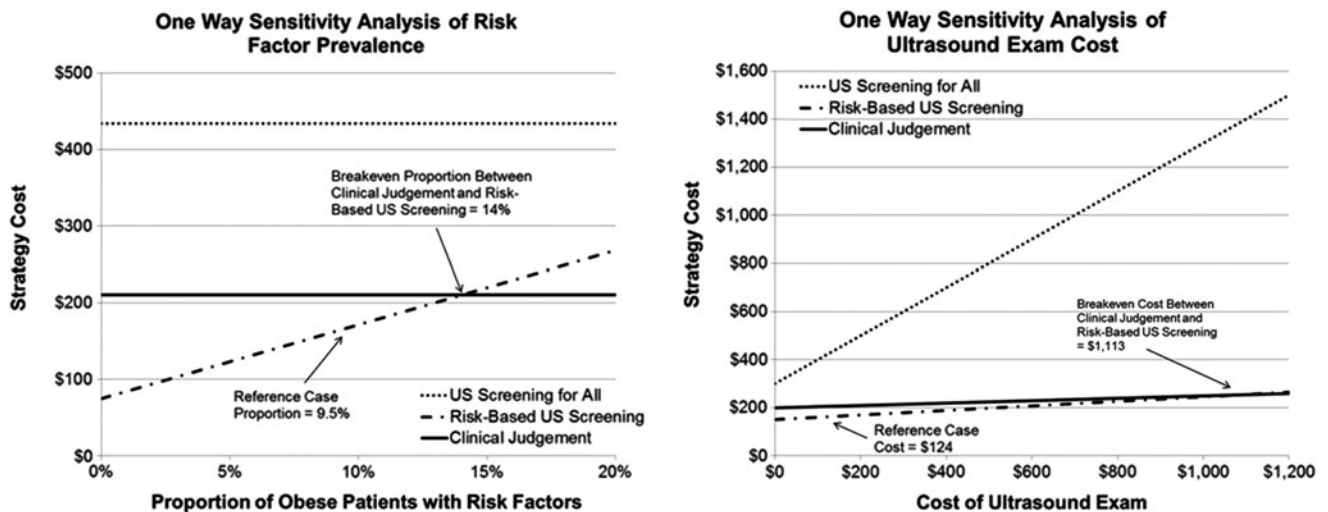 One Way Sensitivity Analysis of Risk
Factor Prevalence
$500
$400
$300
$200
$100
$0
Strategy Cost
Breakeven Proportion Between
Clinical Judgement and Risk-
Based US Screening = 14%
Reference Case
Proportion = 9.5%
US Screening for All
Risk-Based US Screening
Clinical Judgement
0%
5%
10%
15%
20%
Proportion of Obese Patients with Risk Factors
One Way Sensitivity Analysis of
Ultrasound Exam Cost
$1,600
$1,400
$1,200
$1,000
$800
$600
$400
$200
$0
Strategy Cost
US Screening for All
Risk-Based US Screening
Clinical Judgement
Breakeven Cost Between
Clinical Judgement and
Risk-Based US Screening
= $1,113
Reference Case
Cost = $124
$0
$200
$400
$600
$800
$1,000
$1,200
Cost of Ultrasound Exam